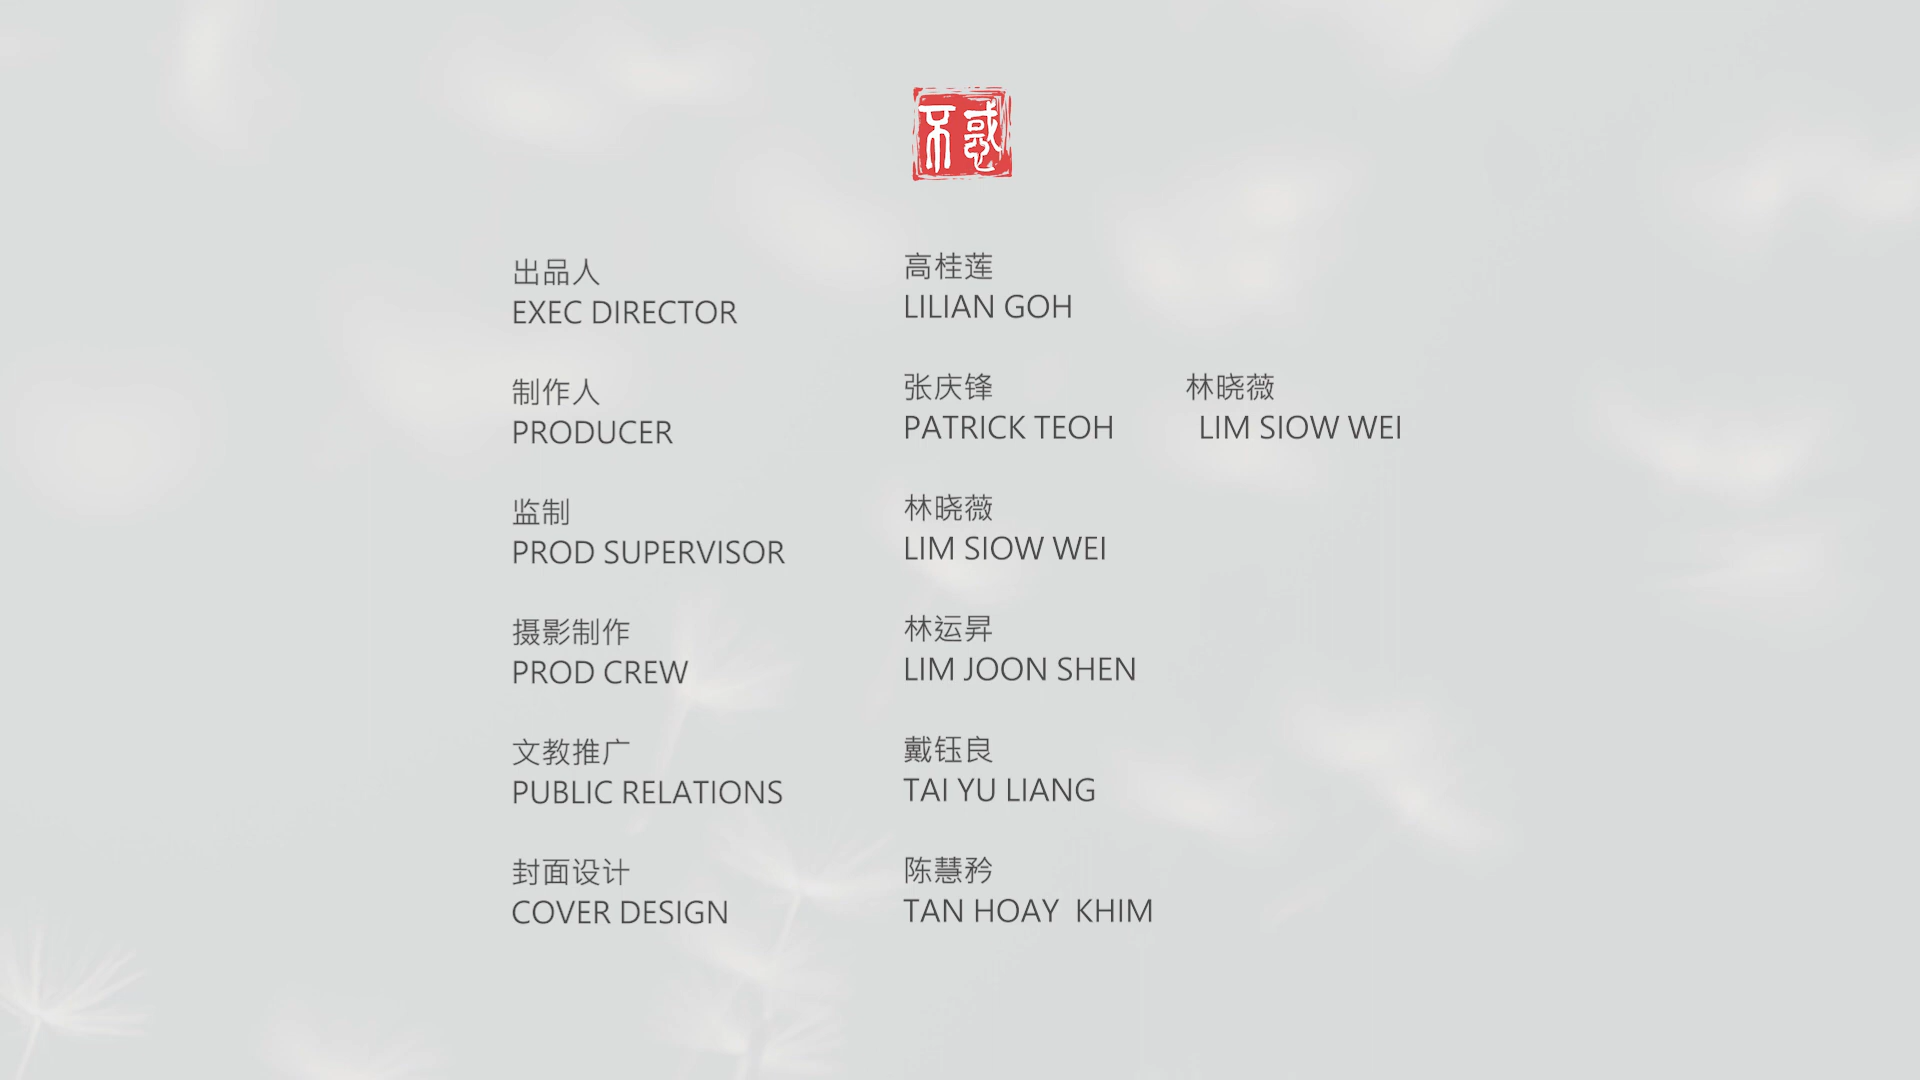 不惑
出品人 高桂莲
EXEC DIRECTOR LILIAN GOH
制作人 张庆锋 林晓薇
PRODUCER PATRICK TEOH LIM SIOW WEI
监制 林晓薇
PROD SUPERVISOR LIM SIOW WEI
摄影制作 林运昇
PROD CREW LIM JOON SHEN
文教推广 戴钰良
PUBLIC RELATIONS TAI YU LIANG
封面设计 陈慧矜
COVER DESIGN TAN HOAY  KHIM